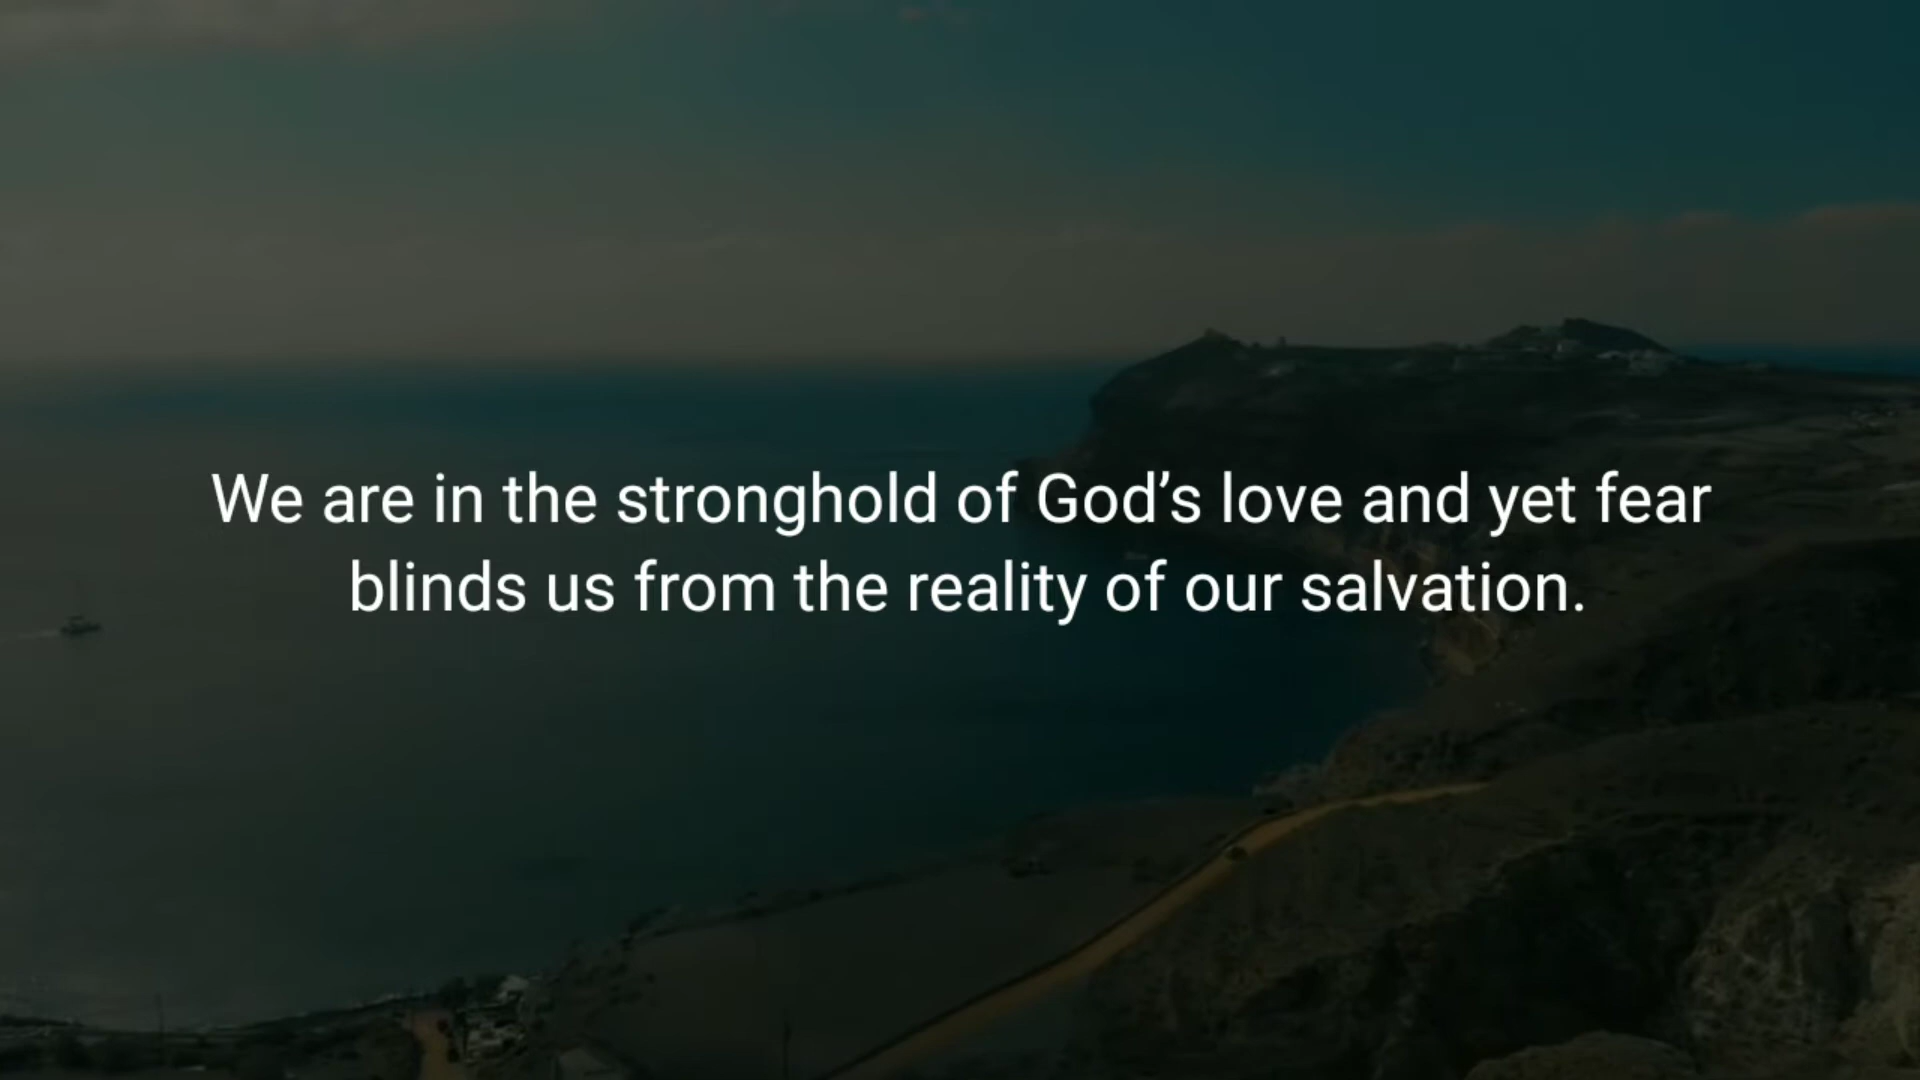 We are in the stronghold of God’s love and yet fear
blinds us from the reality of our salvation.